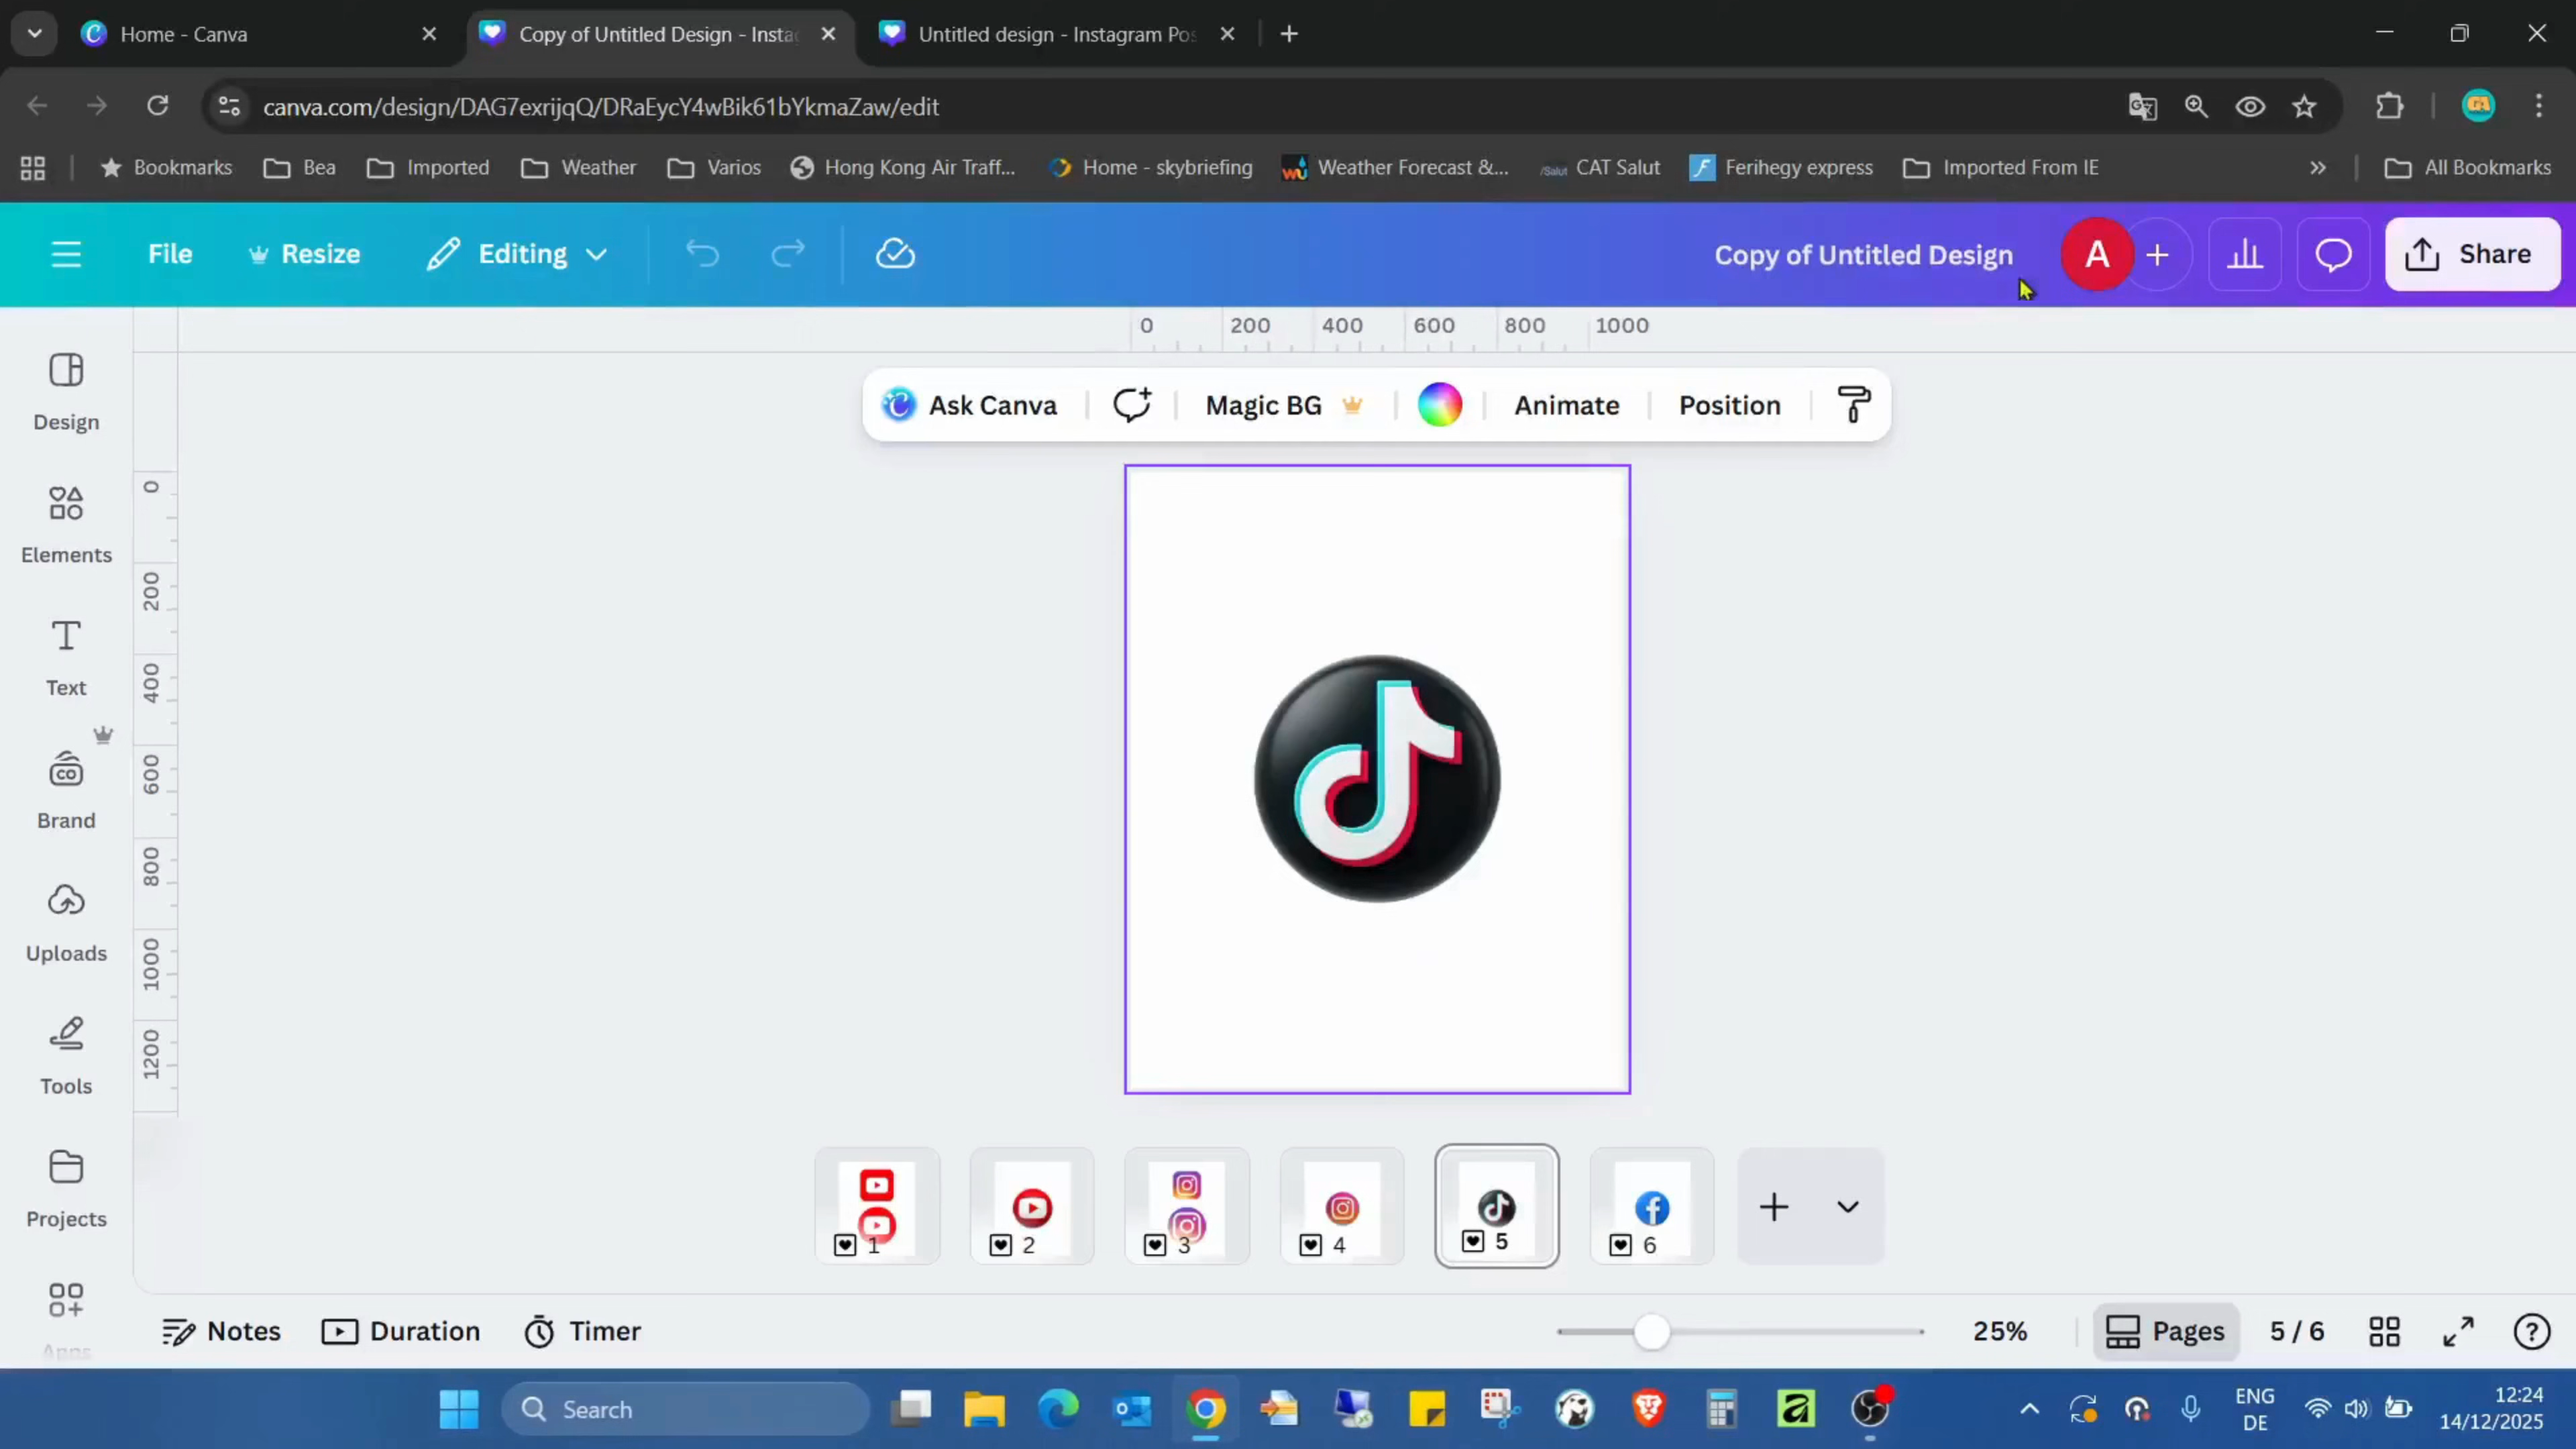 Home - Canva
Copy of Untitled Design - Insta
Untitled design - Instagram Pos
canva.com/design/DAG7exrijqQ/DRaEycY4wBik61bYkmaZaw/edit
Bookmarks
Bea
Imported
Weather
Varios
Hong Kong Air Traff...
Home - skybriefing
Weather Forecast &...
CAT Salut
Ferihegy express
Imported From IE
All Bookmarks
File
Resize
Editing
Copy of Untitled Design
A
Share
0 200 400 600 800 1000
Ask Canva
Magic BG
Animate
Position
Design
Elements
Text
Brand
Uploads
Tools
Projects
Apps
0
200
400
600
800
1000
1200
1
2
3
4
5
6
Notes
Duration
Timer
25%
Pages
5 / 6
Search
ENG
DE
12:24
14/12/2025